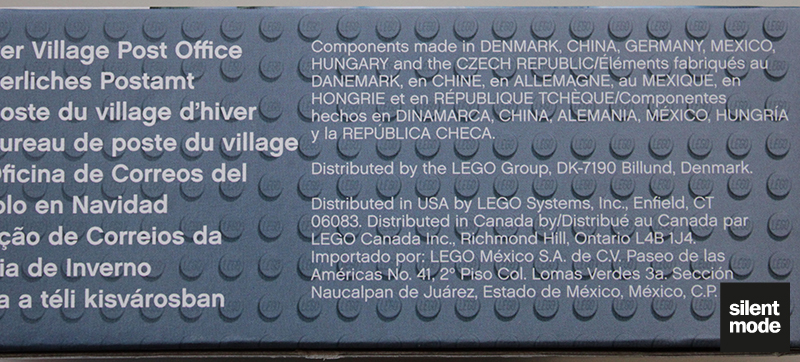 er Village Post Office
erliches Postamt
oste du village d'hiver
ureau de poste du village
ficina de Correos del
lo en Navidad
ção de Correios da
ia de Inverno
a a téli kisvárosban
Components made in DENMARK, CHINA, GERMANY, MEXICO,
HUNGARY and the CZECH REPUBLIC/Éléments fabriqués au
DANEMARK, en CHINE, en ALLEMAGNE, au MEXIQUE, en
HONGRIE et en RÉPUBLIQUE TCHÈQUE/Componentes
hechos en DINAMARCA, CHINA, ALEMANIA, MÉXICO, HUNGRÍA
y la REPÚBLICA CHECA.
Distributed by the LEGO Group, DK-7190 Billund, Denmark.
Distributed in USA by LEGO Systems, Inc., Enfield, CT
06083. Distributed in Canada by/Distribué au Canada par
LEGO Canada Inc., Richmond Hill, Ontario L4B 1J4.
Importado por: LEGO México S.A. de C.V. Paseo de las
Américas No. 41, 2° Piso Col. Lomas Verdes 3a. Sección
Naucalpan de Juárez, Estado de México, México, C.P.
silent
mode